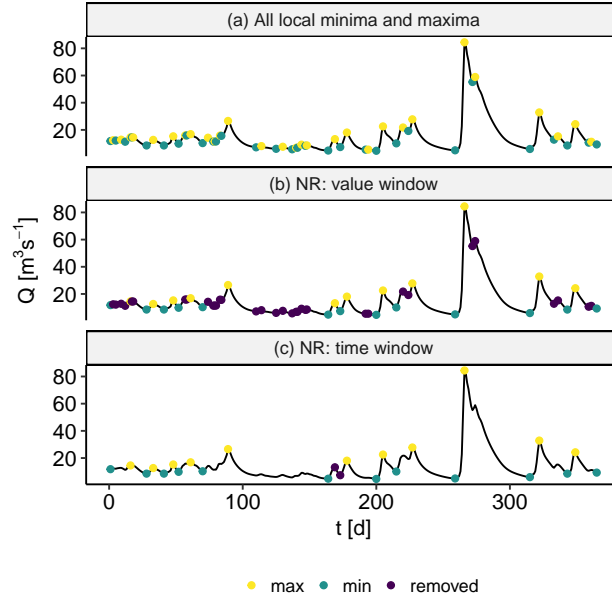 (a) All local minima and maxima
80
60
40
20
(b) NR: value window
80
60
40
20
Q [m³s⁻¹]
(c) NR: time window
80
60
40
20
0 100 200 300
t [d]
max min removed